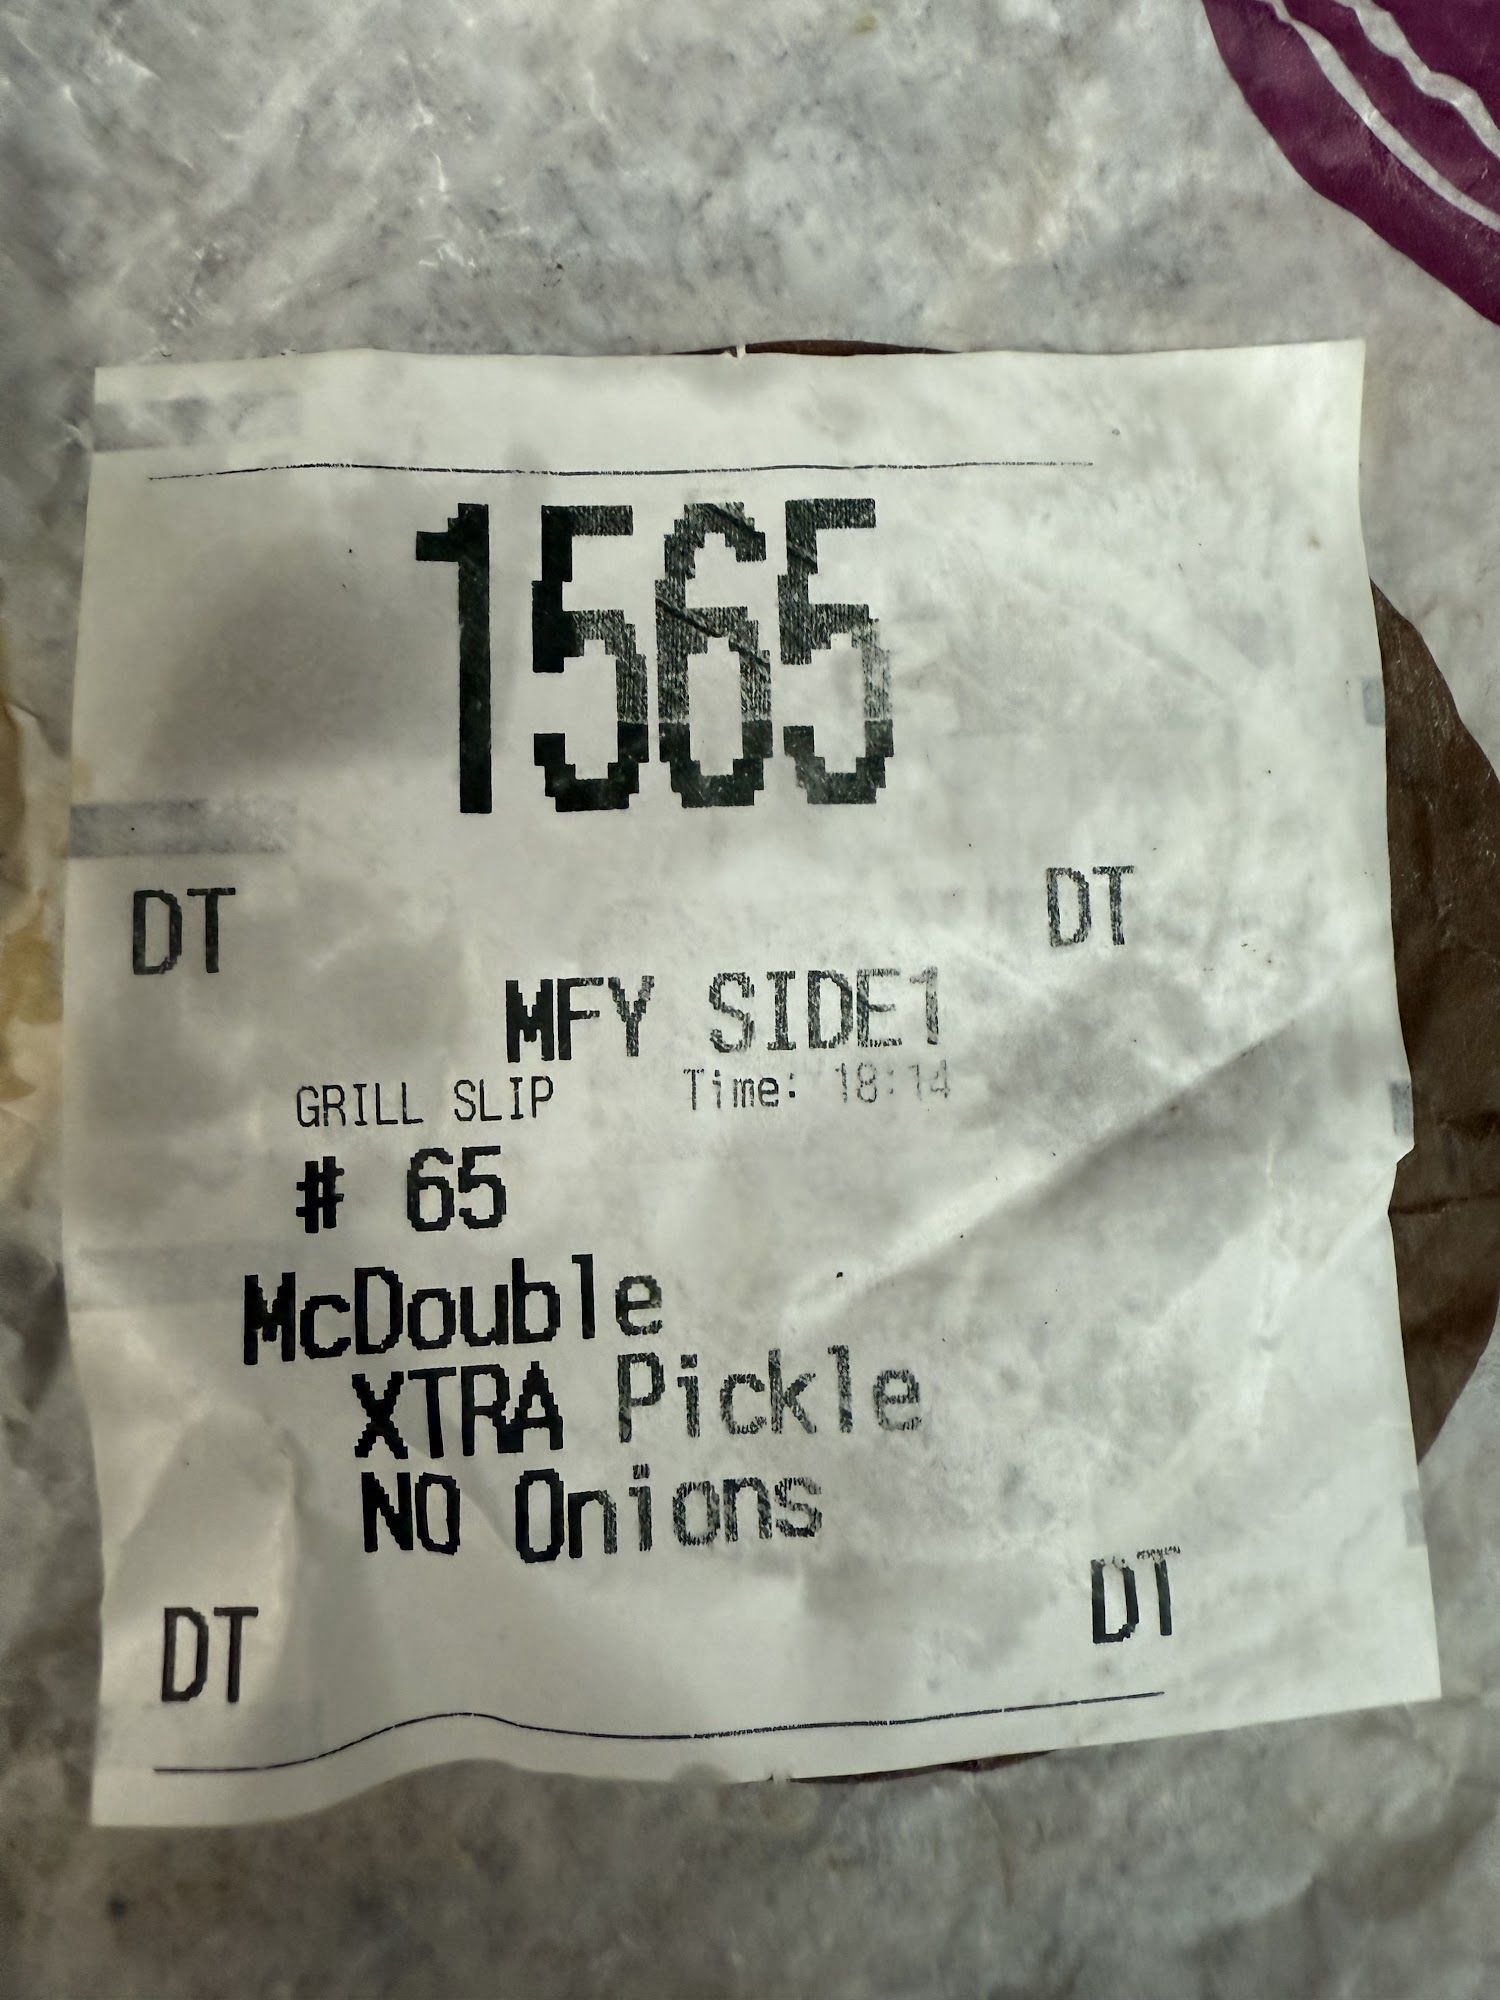 1565
DT DT
MFY SIDE1
GRILL SLIP Time: 18:14
# 65
McDouble
XTRA Pickle
NO Onions
DT DT